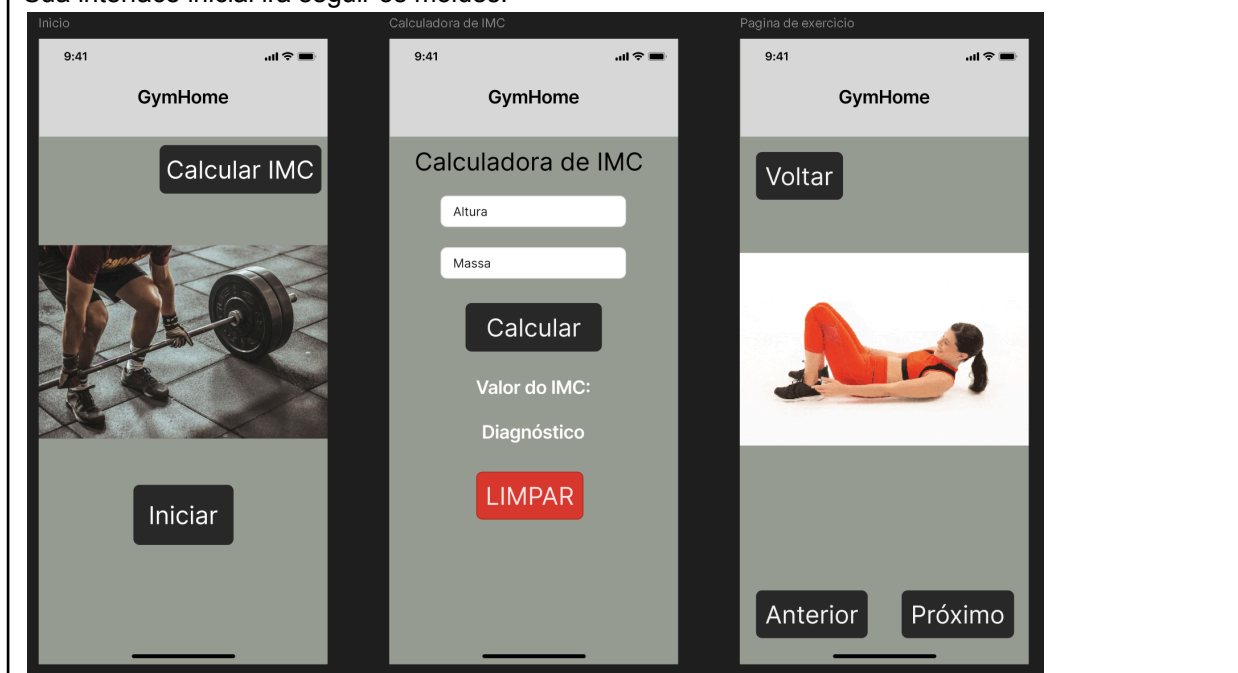 Sua interface inicial irá seguir os moldes:
Inicio
9:41
GymHome
Calcular IMC
Iniciar
Calculadora de IMC
9:41
GymHome
Calculadora de IMC
Altura
Massa
Calcular
Valor do IMC:
Diagnóstico
LIMPAR
Pagina de exercicio
9:41
GymHome
Voltar
Anterior
Próximo